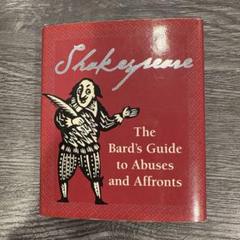 Shakespeare
The
Bard's Guide
to Abuses
and Affronts